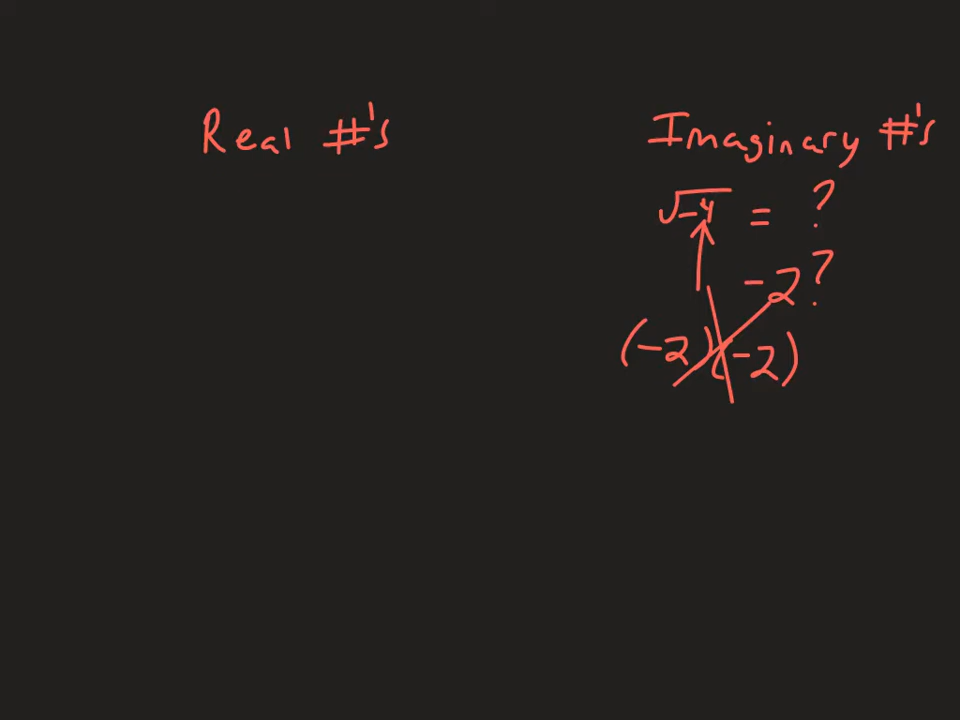 Real #'s
Imaginary #'s
√-4 = ?
-2?
(-2)(-2)